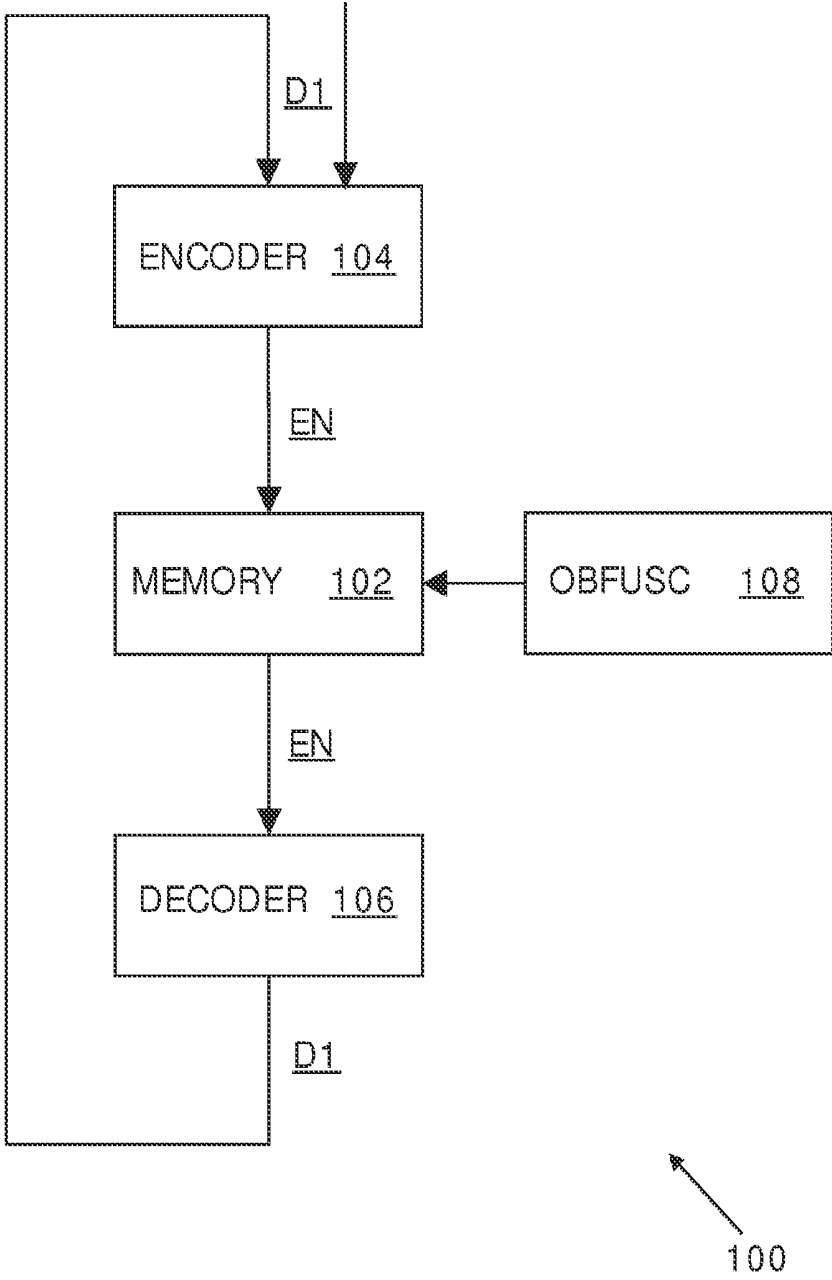 D1
ENCODER 104
EN
MEMORY 102
OBFUSC 108
EN
DECODER 106
D1
100